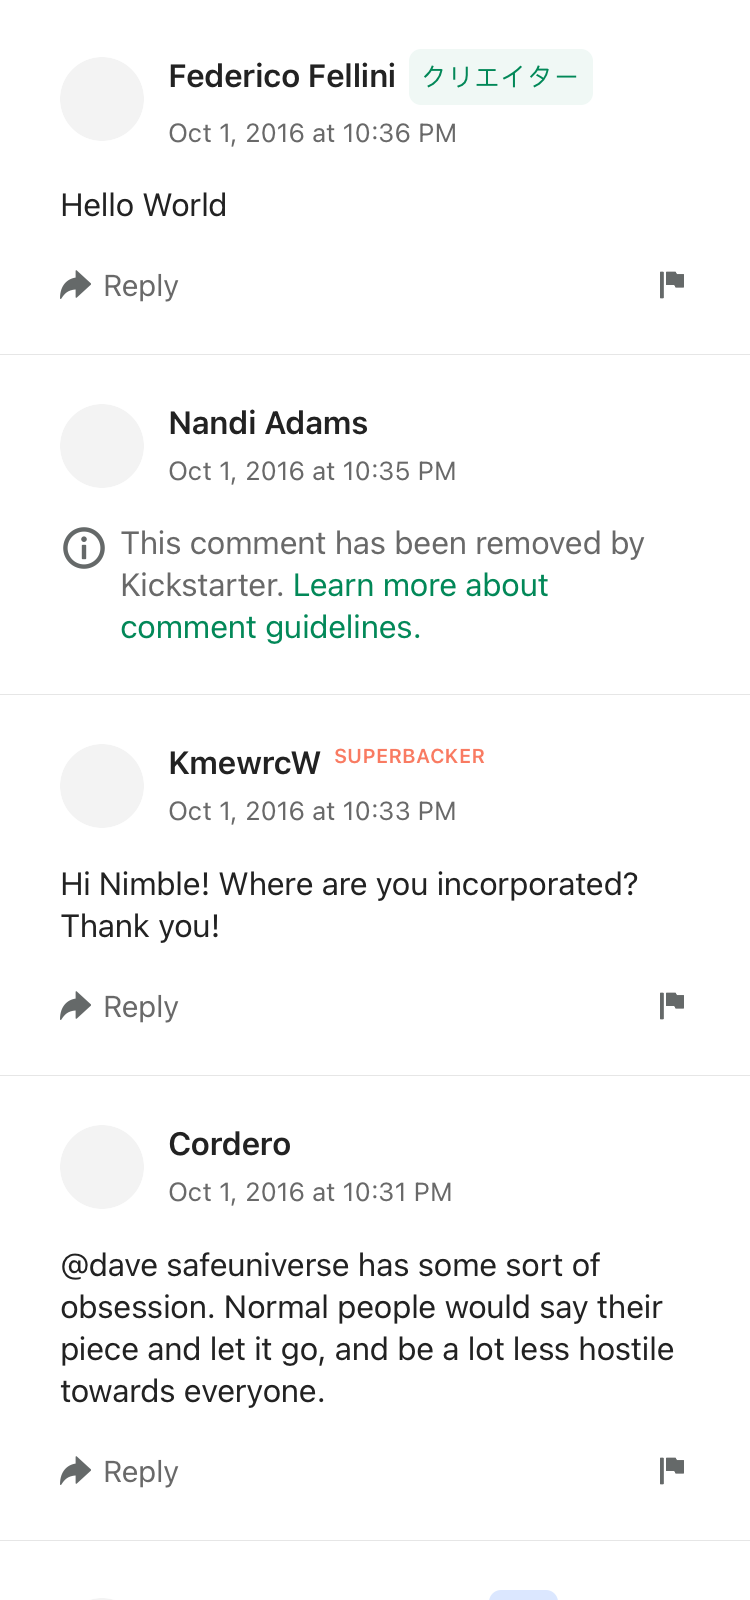 Federico Fellini クリエイター
Oct 1, 2016 at 10:36 PM
Hello World
Reply
Nandi Adams
Oct 1, 2016 at 10:35 PM
This comment has been removed by
Kickstarter. Learn more about
comment guidelines.
KmewrcW SUPERBACKER
Oct 1, 2016 at 10:33 PM
Hi Nimble! Where are you incorporated?
Thank you!
Reply
Cordero
Oct 1, 2016 at 10:31 PM
@dave safeuniverse has some sort of
obsession. Normal people would say their
piece and let it go, and be a lot less hostile
towards everyone.
Reply